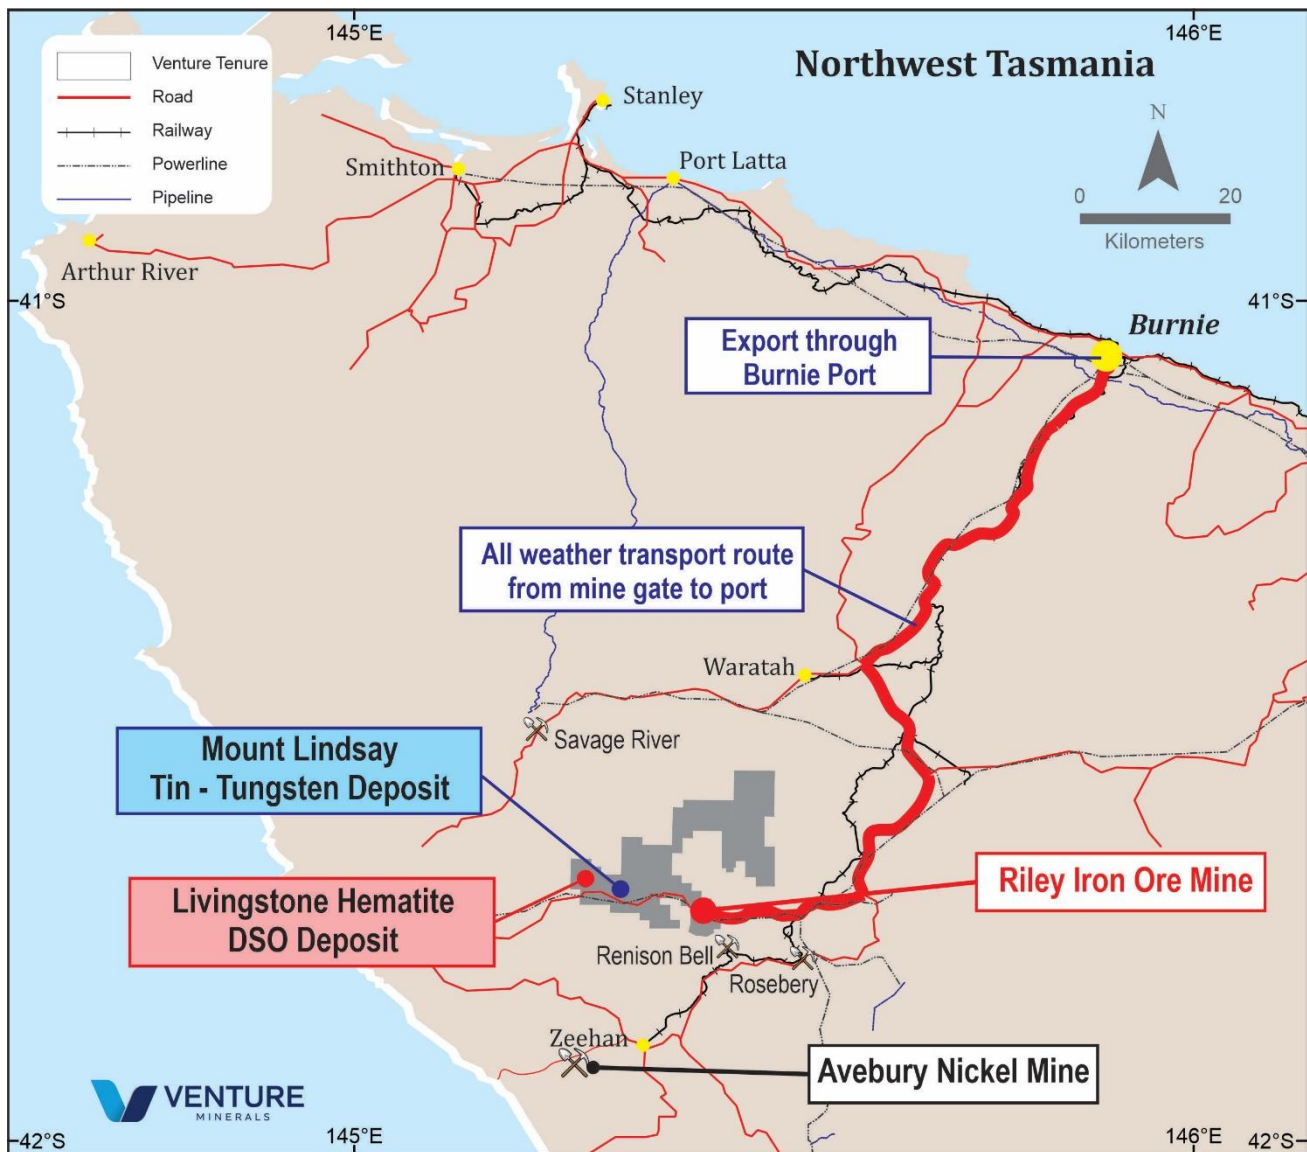 145°E
146°E
Northwest Tasmania
Venture Tenure
Road
Railway
Powerline
Pipeline
N
0
20
Kilometers
Stanley
Smithton
Port Latta
Arthur River
41°S
41°S
Burnie
Export through
Burnie Port
All weather transport route
from mine gate to port
Waratah
Savage River
Mount Lindsay
Tin - Tungsten Deposit
Livingstone Hematite
DSO Deposit
Riley Iron Ore Mine
Renison Bell
Rosebery
Zeehan
Avebury Nickel Mine
VENTURE
MINERALS
42°S
145°E
146°E
42°S